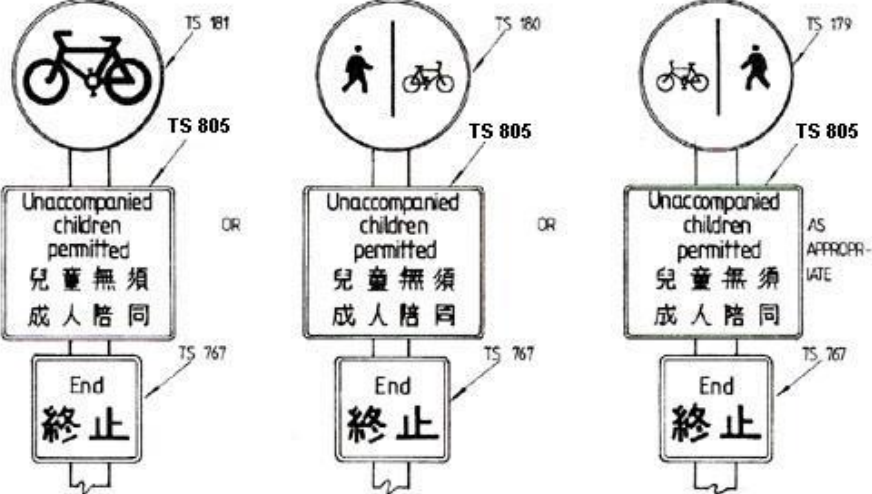 TS 181
TS 805
Unaccompanied
children
permitted
兒童無須
成人陪同
TS 767
End
終止
OR
TS 180
TS 805
Unaccompanied
children
permitted
兒童無須
成人陪同
TS 767
End
終止
OR
TS 179
TS 805
Unaccompanied
children
permitted
兒童無須
成人陪同
TS 767
End
終止
AS
APPROPR-
IATE